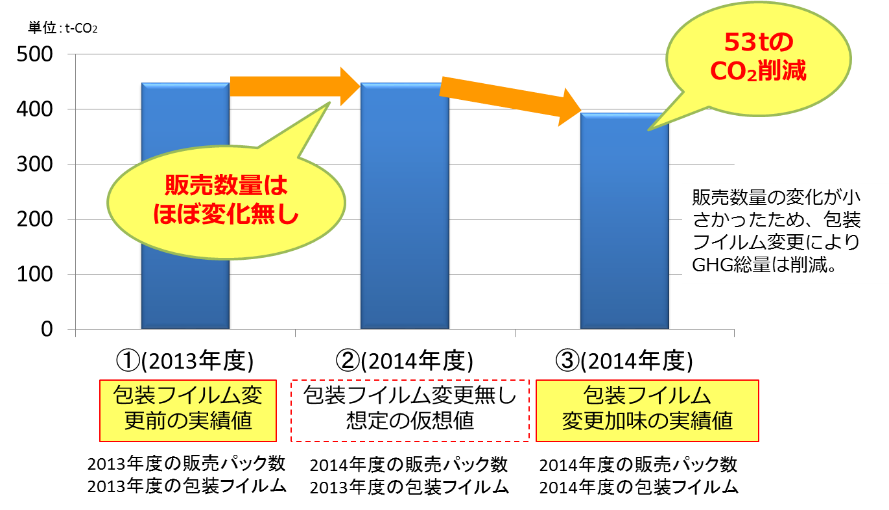 単位：t-CO₂
500
400
300
200
100
0
53tの
CO₂削減
販売数量は
ほぼ変化無し
販売数量の変化が小
さかったため、包装
フイルム変更により
GHG総量は削減。
①(2013年度)
②(2014年度)
③(2014年度)
包装フイルム変
更前の実績値
包装フイルム変更無し
想定の仮想値
包装フイルム
変更加味の実績値
2013年度の販売パック数
2013年度の包装フイルム
2014年度の販売パック数
2013年度の包装フイルム
2014年度の販売パック数
2014年度の包装フイルム